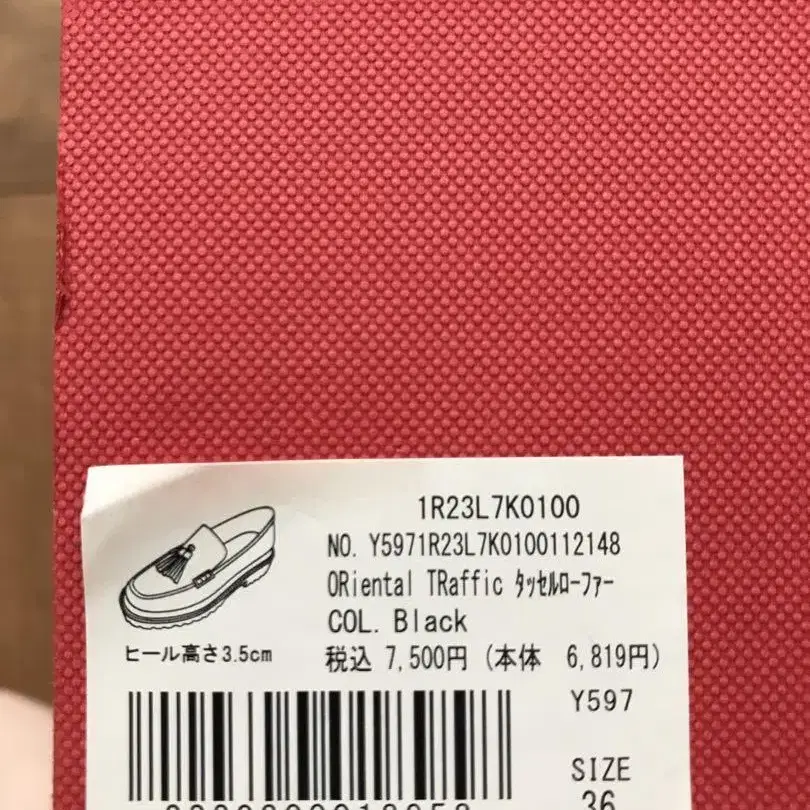 1R23L7K0100
NO. Y5971R23L7K0100112148
ORiental TRaffic ﾀｯｾﾙﾛｰﾌｧｰ
COL. Black
ヒール高さ3.5cm
税込 7,500円 (本体 6,819円)
Y597
SIZE
36